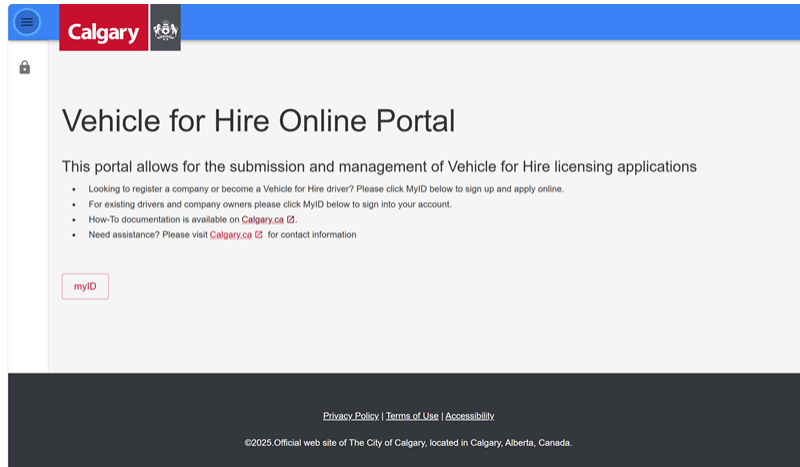 Calgary
Vehicle for Hire Online Portal
This portal allows for the submission and management of Vehicle for Hire licensing applications
• Looking to register a company or become a Vehicle for Hire driver? Please click MyID below to sign up and apply online.
• For existing drivers and company owners please click MyID below to sign into your account.
• How-To documentation is available on Calgary.ca.
• Need assistance? Please visit Calgary.ca for contact information
myID
Privacy Policy | Terms of Use | Accessibility
©2025.Official web site of The City of Calgary, located in Calgary, Alberta, Canada.